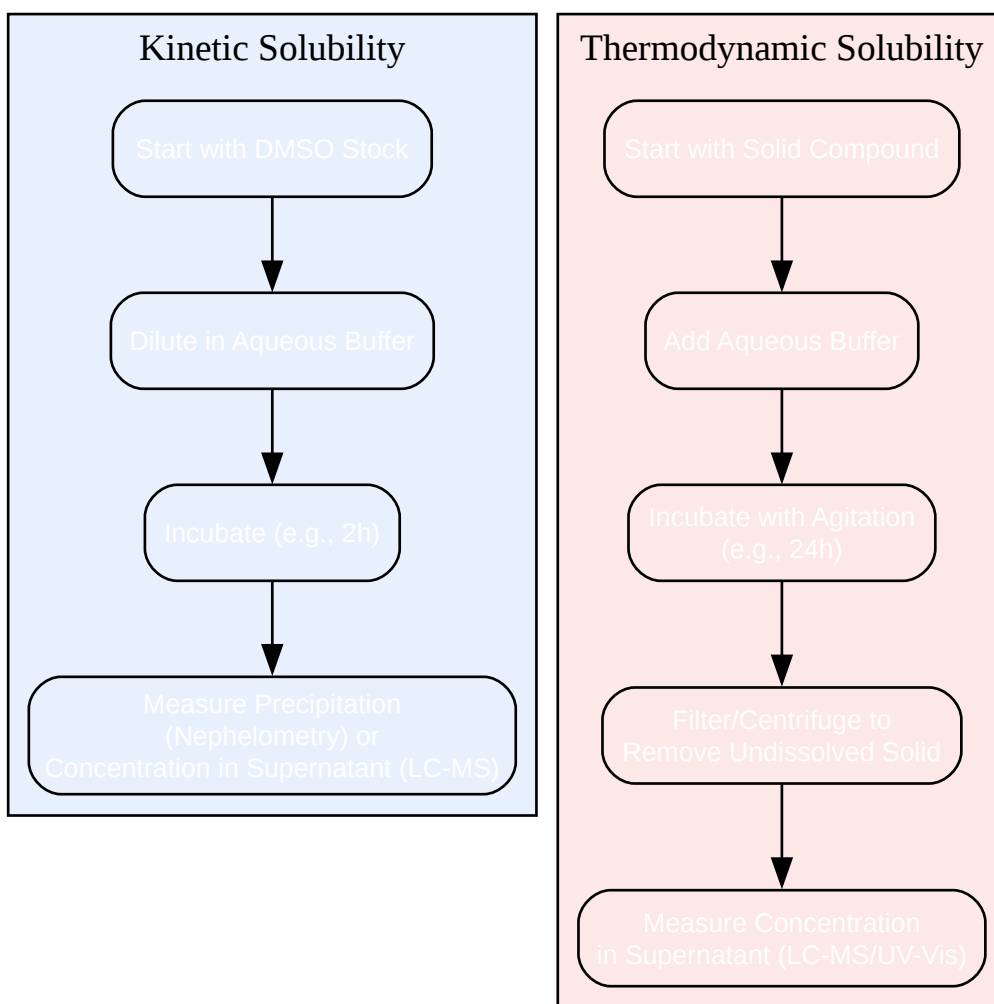 Kinetic Solubility
Start with DMSO Stock
Dilute in Aqueous Buffer
Incubate (e.g., 2h)
Measure Precipitation
(Nephelometry) or
Concentration in Supernatant (LC-MS)
Thermodynamic Solubility
Start with Solid Compound
Add Aqueous Buffer
Incubate with Agitation
(e.g., 24h)
Filter/Centrifuge to
Remove Undissolved Solid
Measure Concentration
in Supernatant (LC-MS/UV-Vis)